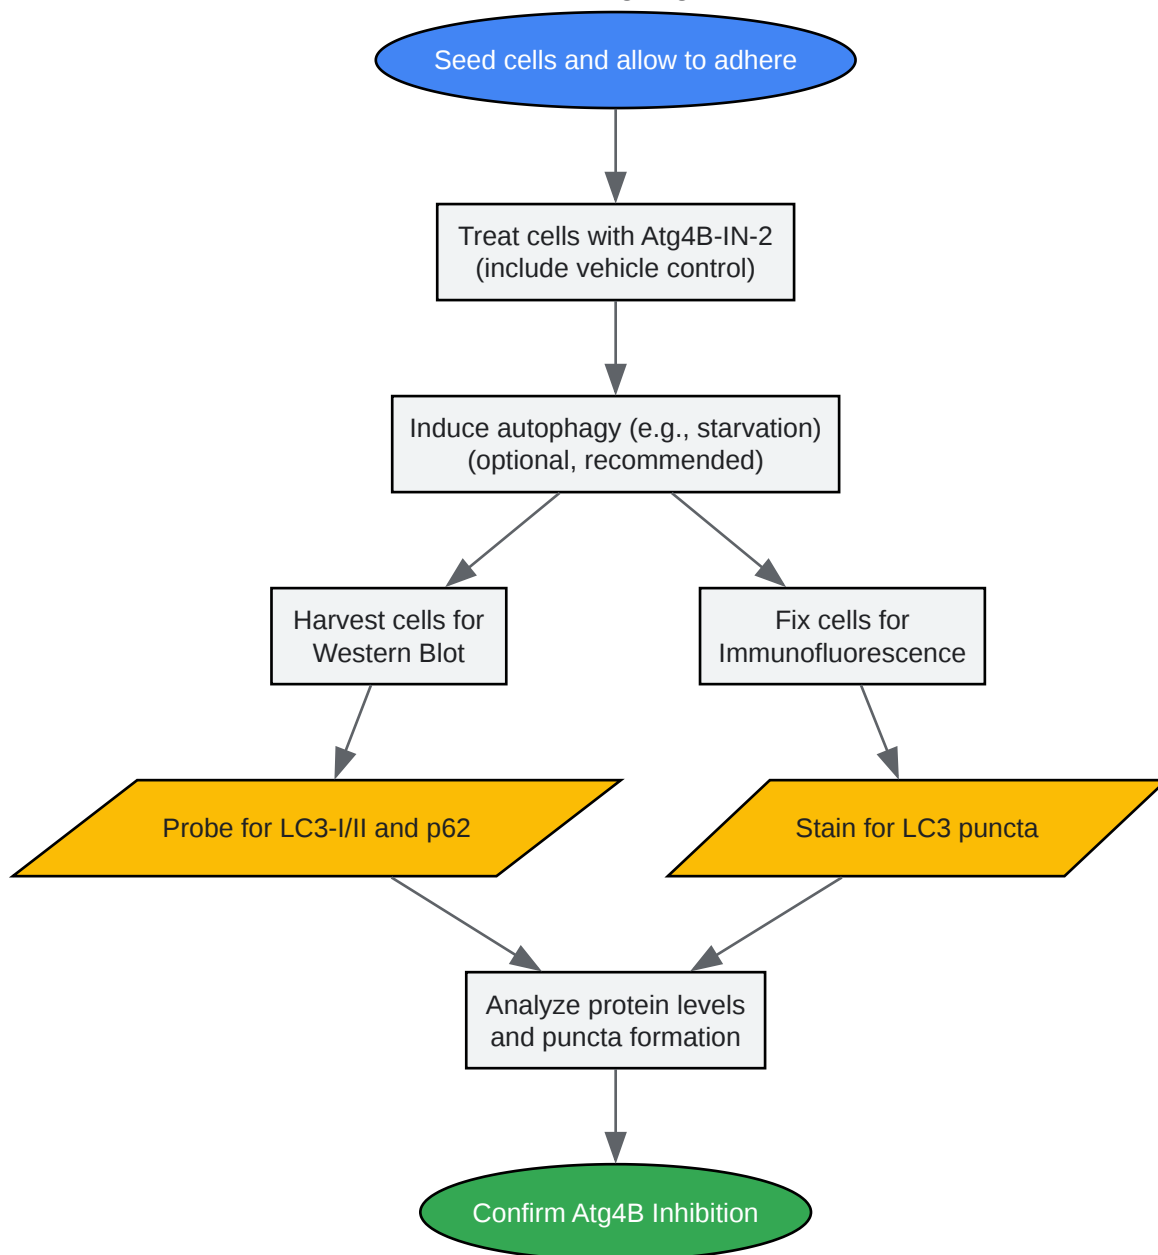 Seed cells and allow to adhere
Treat cells with Atg4B-IN-2
(include vehicle control)
Induce autophagy (e.g., starvation)
(optional, recommended)
Harvest cells for
Western Blot
Fix cells for
Immunofluorescence
Probe for LC3-I/II and p62
Stain for LC3 puncta
Analyze protein levels
and puncta formation
Confirm Atg4B Inhibition